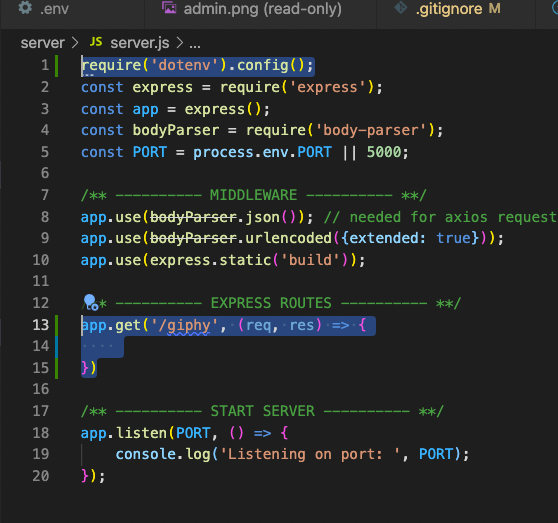 .env admin.png (read-only) .gitignore M
server > JS server.js > ...
1 require('dotenv').config();
2 const express = require('express');
3 const app = express();
4 const bodyParser = require('body-parser');
5 const PORT = process.env.PORT || 5000;
6
7 /** ---------- MIDDLEWARE ---------- **/
8 app.use(bodyParser.json()); // needed for axios request
9 app.use(bodyParser.urlencoded({extended: true}));
10 app.use(express.static('build'));
11
12 /** ---------- EXPRESS ROUTES ---------- **/
13 app.get('/giphy', (req, res) => {
14
15 })
16
17 /** ---------- START SERVER ---------- **/
18 app.listen(PORT, () => {
19 console.log('Listening on port: ', PORT);
20 });